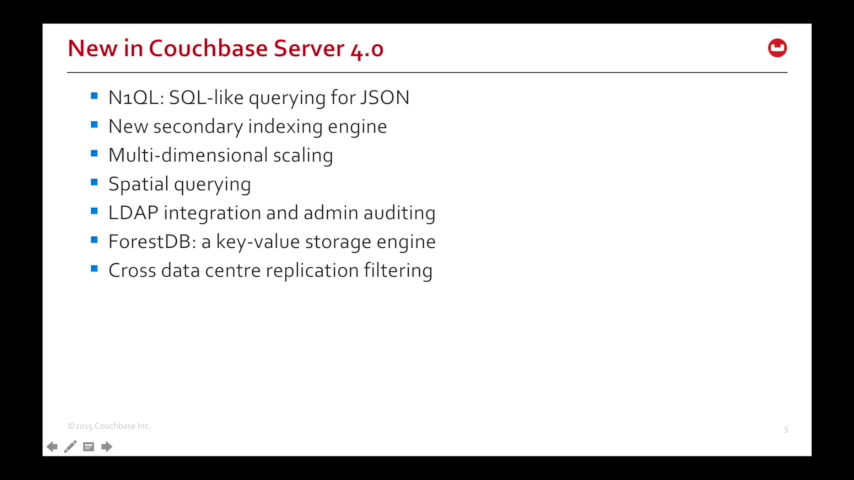 New in Couchbase Server 4.0
N1QL: SQL-like querying for JSON
New secondary indexing engine
Multi-dimensional scaling
Spatial querying
LDAP integration and admin auditing
ForestDB: a key-value storage engine
Cross data centre replication filtering
©2015 Couchbase Inc.
5